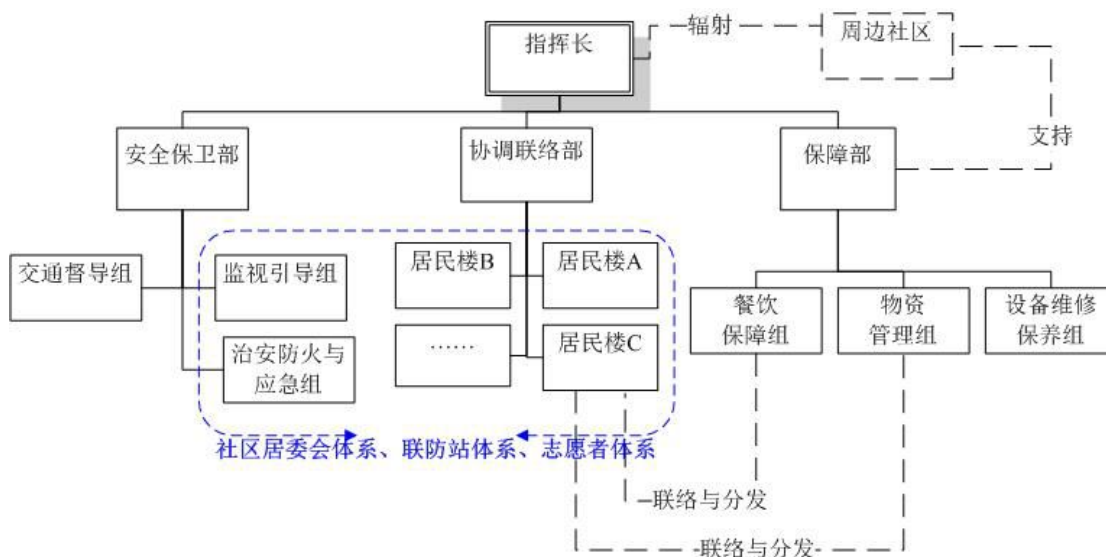 指挥长
辐射
周边社区
支持
安全保卫部
协调联络部
保障部
交通督导组
监视引导组
居民楼B
居民楼A
餐饮
保障组
物资
管理组
设备维修
保养组
治安防火与
应急组
……
居民楼C
社区居委会体系、联防站体系、志愿者体系
联络与分发
联络与分发